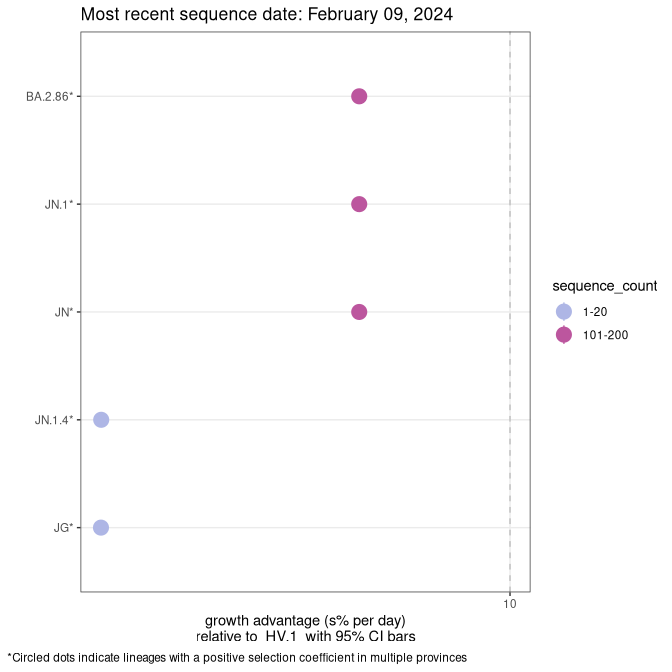 Most recent sequence date: February 09, 2024
BA.2.86*
JN.1*
JN*
JN.1.4*
JG*
10
growth advantage (s% per day)
relative to  HV.1  with 95% CI bars
sequence_count
1-20
101-200
*Circled dots indicate lineages with a positive selection coefficient in multiple provinces